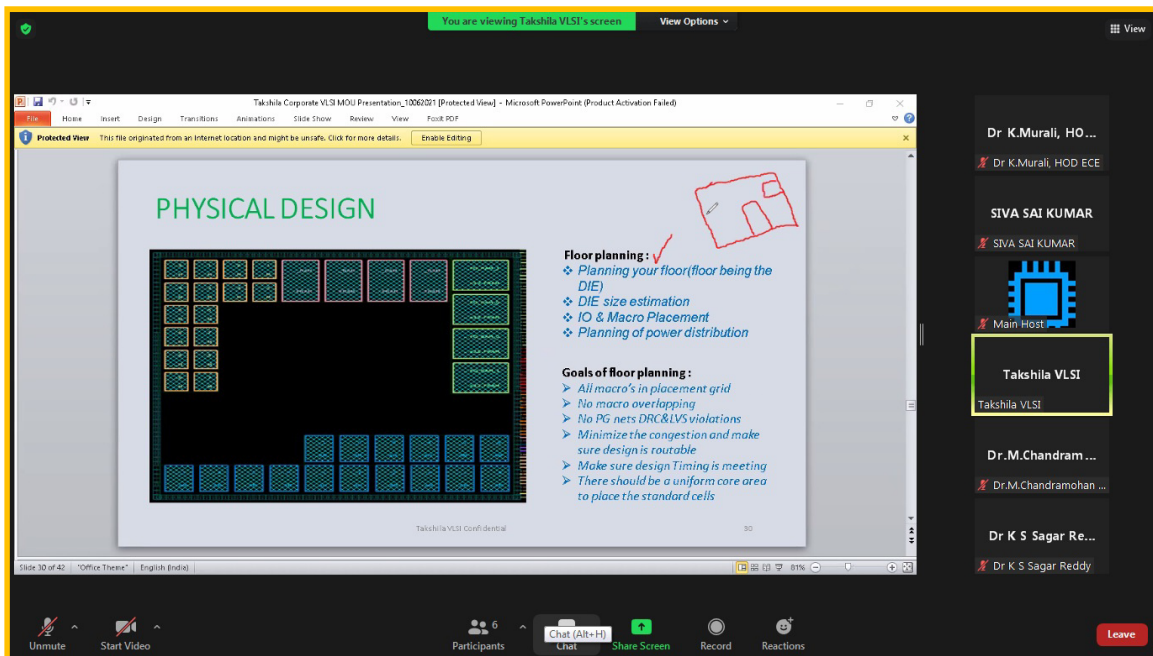 You are viewing Takshila VLSI's screen
View Options
View
Takshila Corporate VLSI MOU Presentation_10062021 [Protected View] - Microsoft PowerPoint (Product Activation Failed)
File Home Insert Design Transitions Animations Slide Show Review View Foxit PDF
Protected View This file originated from an Internet location and might be unsafe. Click for more details. Enable Editing
PHYSICAL DESIGN
Floor planning :
Planning your floor(floor being the
DIE)
DIE size estimation
IO & Macro Placement
Planning of power distribution
Goals of floor planning :
All macro's in placement grid
No macro overlapping
No PG nets DRC&LVS violations
Minimize the congestion and make
sure design is routable
Make sure design Timing is meeting
There should be a uniform core area
to place the standard cells
Takshila VLSI Confidential
30
Slide 30 of 42 "Office Theme" English (India) 81%
Dr K.Murali, HO...
Dr K.Murali, HOD ECE
SIVA SAI KUMAR
SIVA SAI KUMAR
Main Host
Takshila VLSI
Takshila VLSI
Dr.M.Chandram ...
Dr.M.Chandramohan ...
Dr K S Sagar Re...
Dr K S Sagar Reddy
Unmute
Start Video
6
Participants
Chat (Alt+H)
Chat
Share Screen
Record
Reactions
Leave